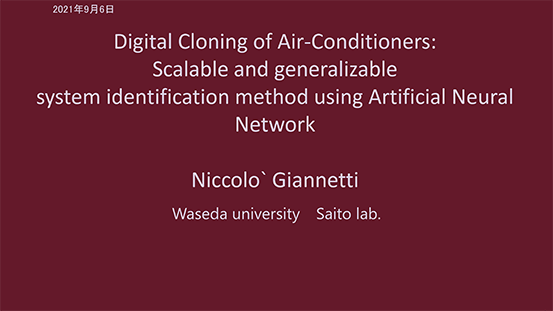 2021年9月6日
Digital Cloning of Air-Conditioners:
Scalable and generalizable
system identification method using Artificial Neural
Network
Niccolo` Giannetti
Waseda university　Saito lab.